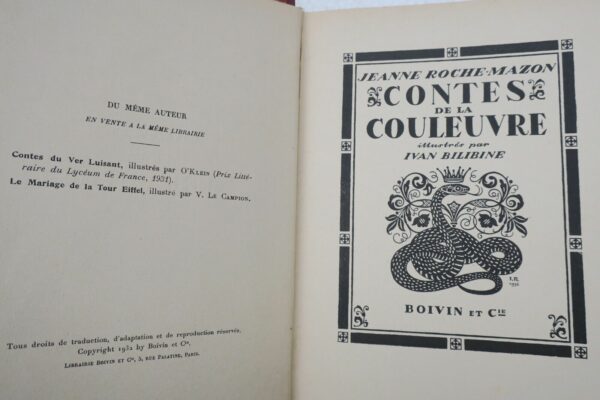 DU MÊME AUTEUR
EN VENTE A LA MÊME LIBRAIRIE
Contes du Ver Luisant, illustrés par O'KLEIN (Prix Litté-
raire du Lycéum de France, 1931).
Le Mariage de la Tour Eiffel, illustré par V. LE CAMPION.
Tous droits de traduction, d'adaptation et de reproduction réservés.
Copyright 1932 by Boivin et Cie.
LIBRAIRIE BOIVIN ET Cie, 5, RUE PALATINE, PARIS.
JEANNE ROCHE-MAZON
CONTES
DE LA
COULEUVRE
illustrés par
IVAN BILIBINE
BOIVIN ET CIE